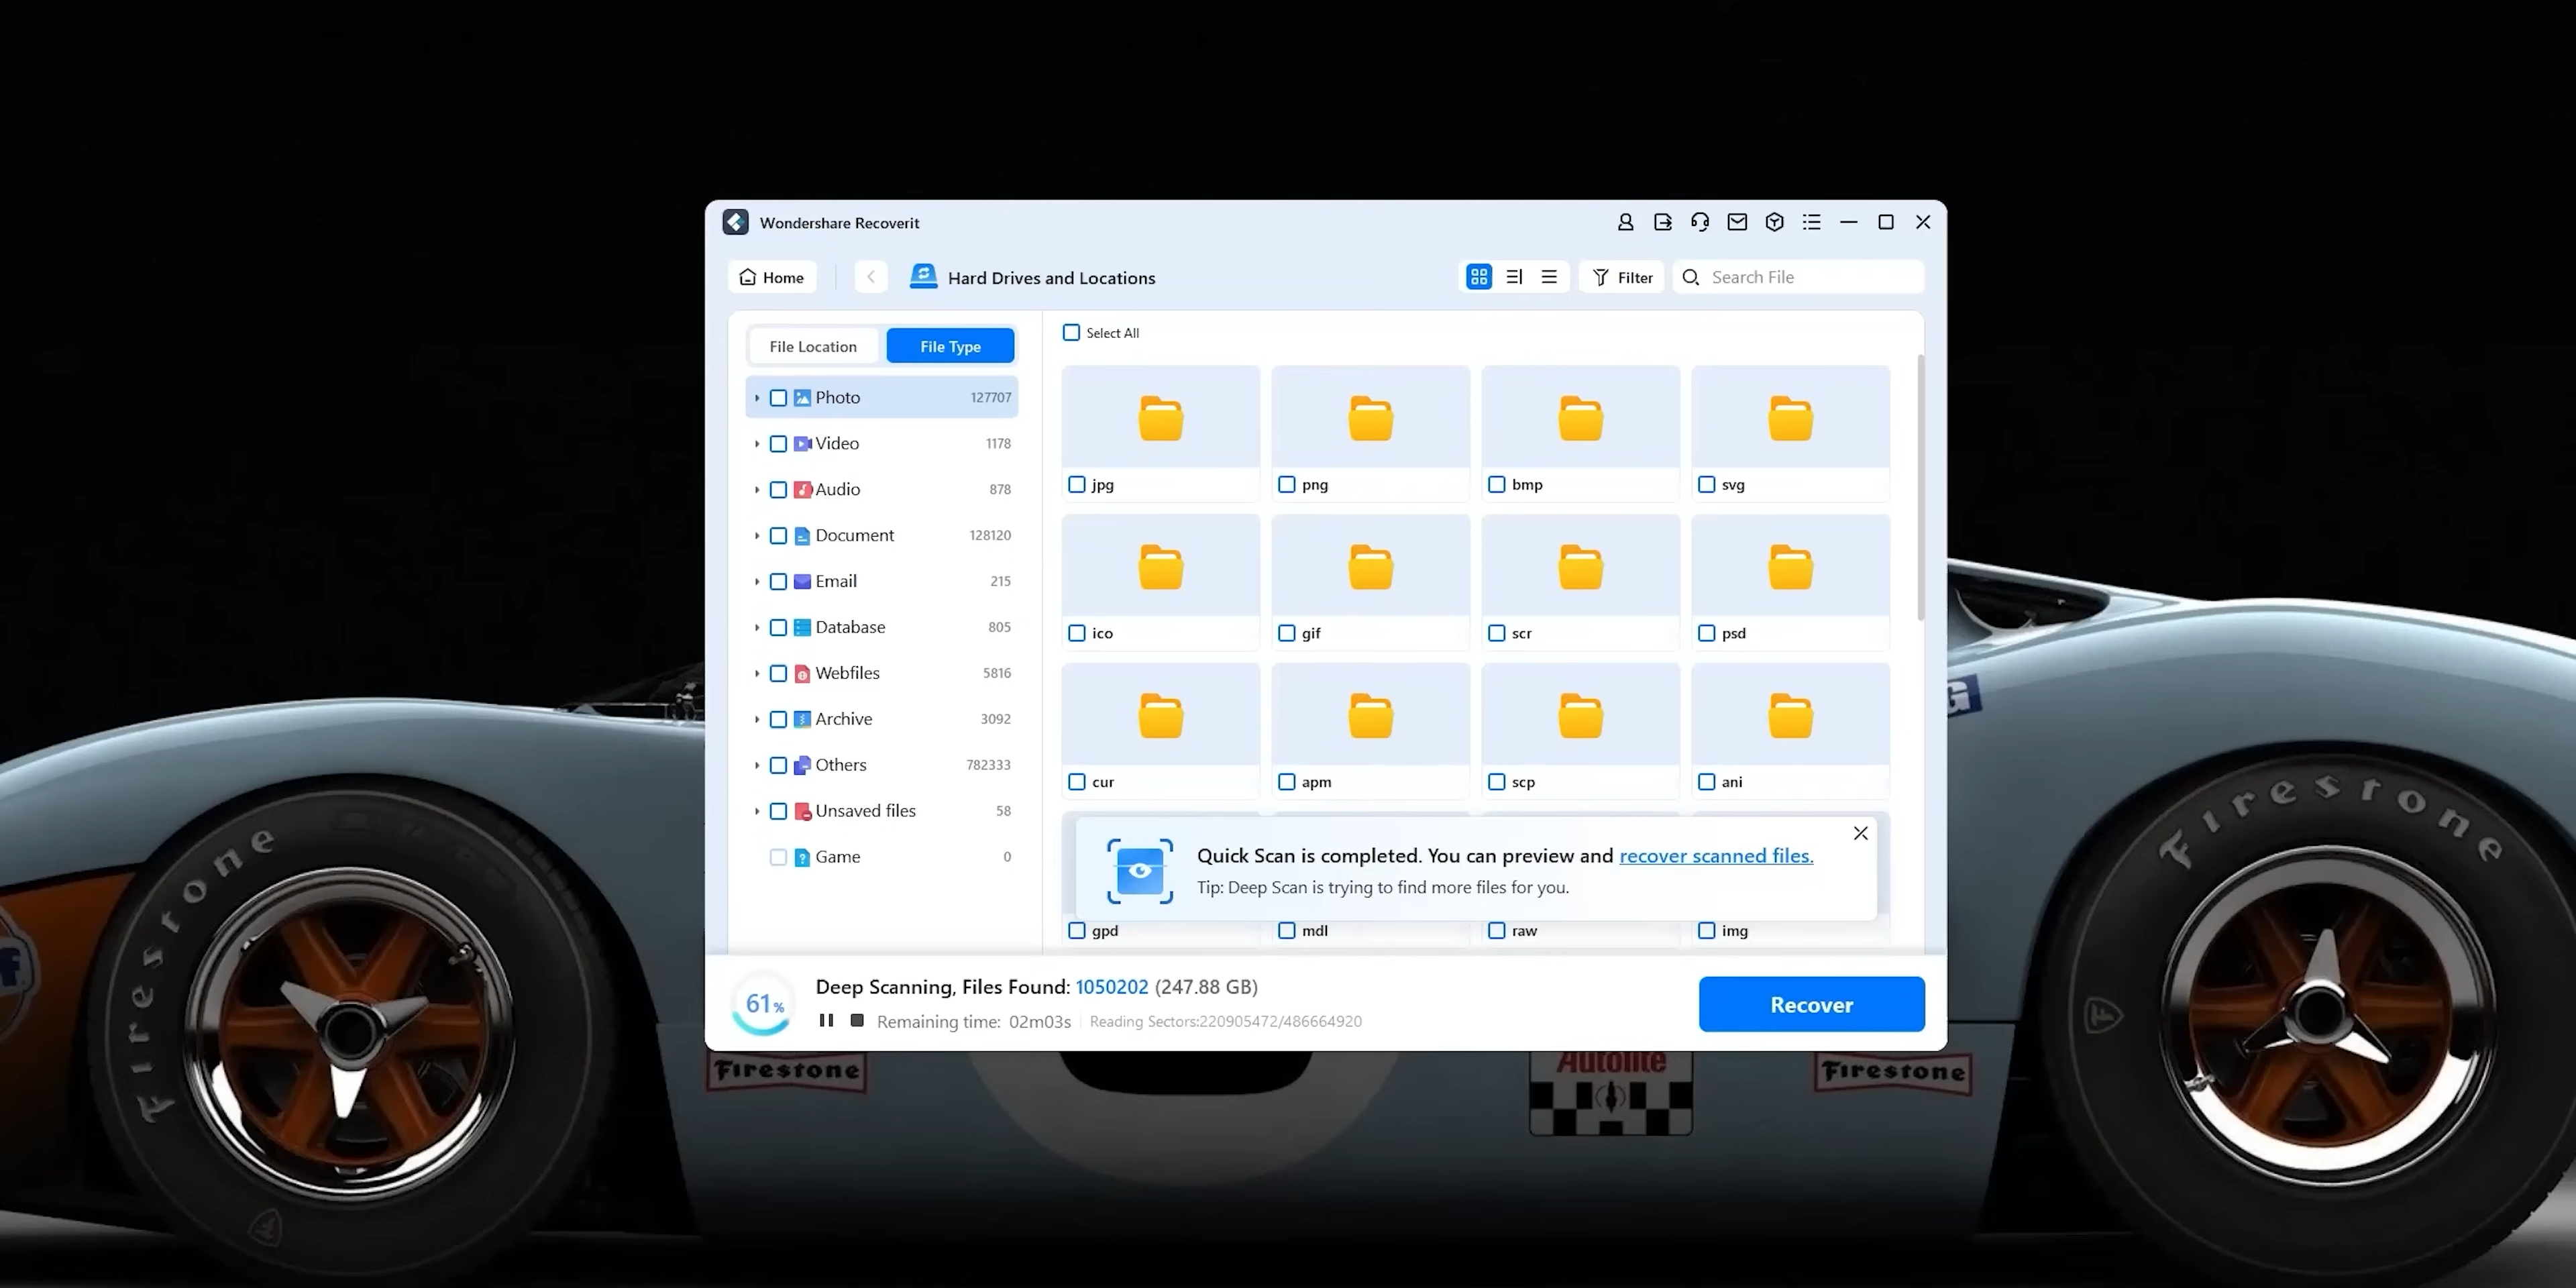 Wondershare Recoverit
Home
Hard Drives and Locations
Filter
Search File
File Location
File Type
Select All
Photo 127707
Video 1178
Audio 878
Document 128120
Email 215
Database 805
Webfiles 5816
Archive 3092
Others 782333
Unsaved files 58
Game 0
jpg
png
bmp
svg
ico
gif
scr
psd
cur
apm
scp
ani
Quick Scan is completed. You can preview and recover scanned files.
Tip: Deep Scan is trying to find more files for you.
gpd
mdl
raw
img
61%
Deep Scanning, Files Found: 1050202 (247.88 GB)
Remaining time: 02m03s
Reading Sectors:220905472/486664920
Recover
Firestone
Firestone
Firestone
Autolite
Firestone
Firestone